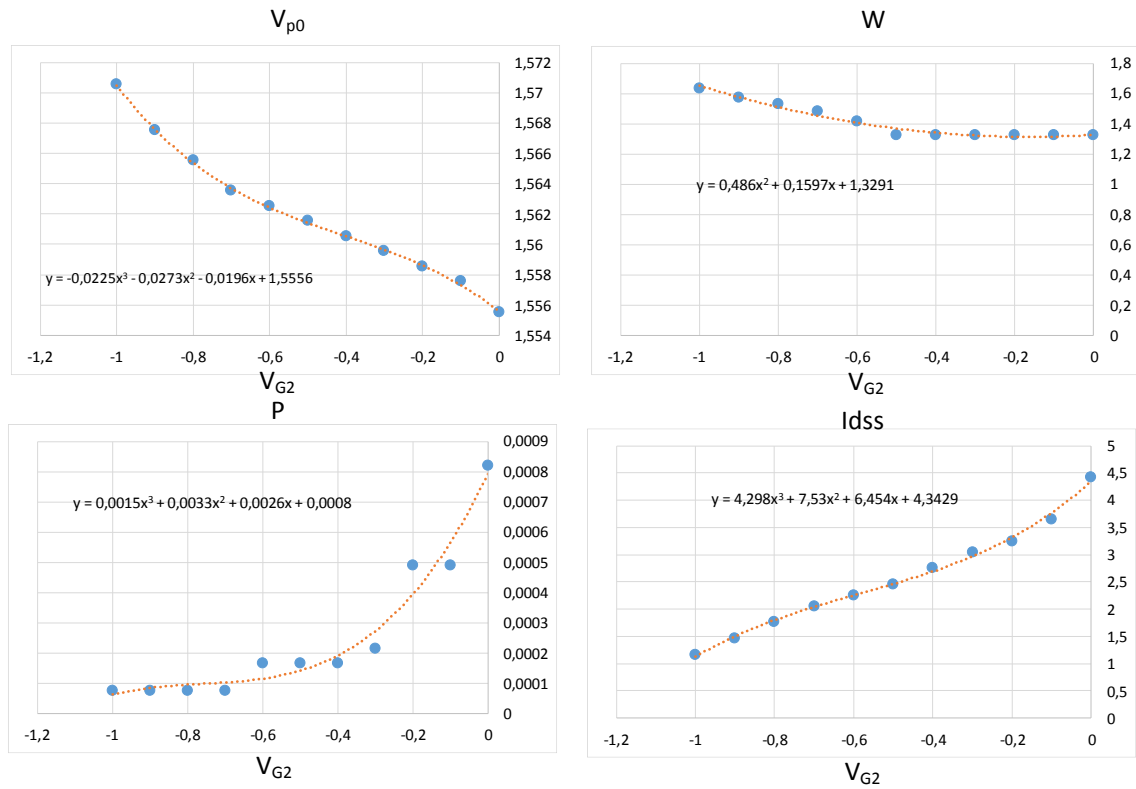 V_p0
1,572
1,57
1,568
1,566
1,564
1,562
1,56
1,558
1,556
1,554
y = -0,0225x³ - 0,0273x² - 0,0196x + 1,5556
-1,2 -1 -0,8 -0,6 -0,4 -0,2 0
V_G2
W
1,8
1,6
1,4
1,2
1
0,8
0,6
0,4
0,2
0
y = 0,486x² + 0,1597x + 1,3291
-1,2 -1 -0,8 -0,6 -0,4 -0,2 0
V_G2
P
0,0009
0,0008
0,0007
0,0006
0,0005
0,0004
0,0003
0,0002
0,0001
0
y = 0,0015x³ + 0,0033x² + 0,0026x + 0,0008
-1,2 -1 -0,8 -0,6 -0,4 -0,2 0
V_G2
Idss
5
4,5
4
3,5
3
2,5
2
1,5
1
0,5
0
y = 4,298x³ + 7,53x² + 6,454x + 4,3429
-1,2 -1 -0,8 -0,6 -0,4 -0,2 0
V_G2